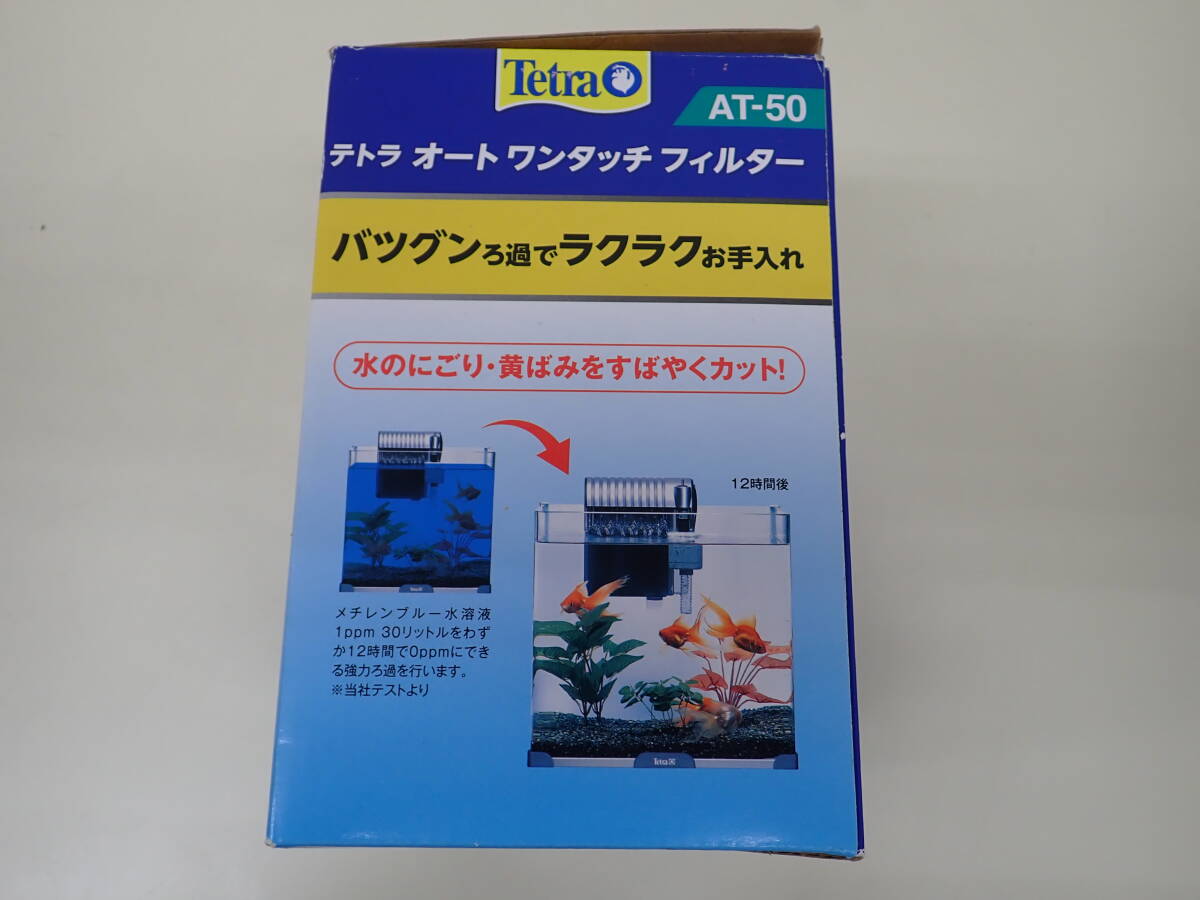 Tetra
AT-50
テトラ オート ワンタッチ フィルター
バツグンろ過でラクラクお手入れ
水のにごり・黄ばみをすばやくカット!
12時間後
メチレンブルー水溶液
1ppm 30リットルをわず
か12時間で0ppmにでき
る強力ろ過を行います。
※当社テストより
Tetra